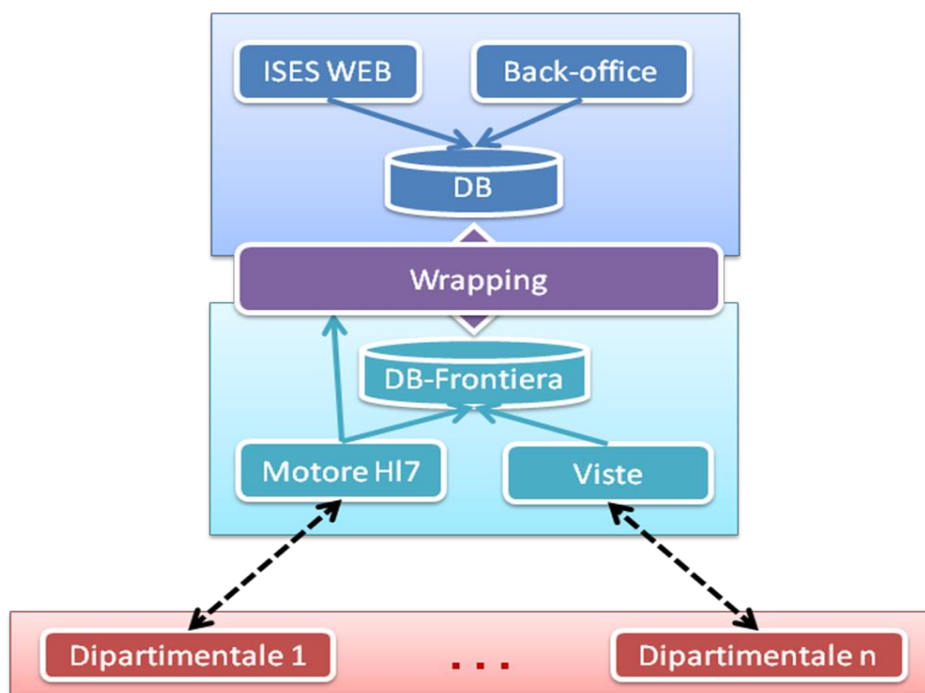 ISES WEB
Back-office
DB
Wrapping
DB-Frontiera
Motore Hl7
Viste
Dipartimentale 1
...
Dipartimentale n